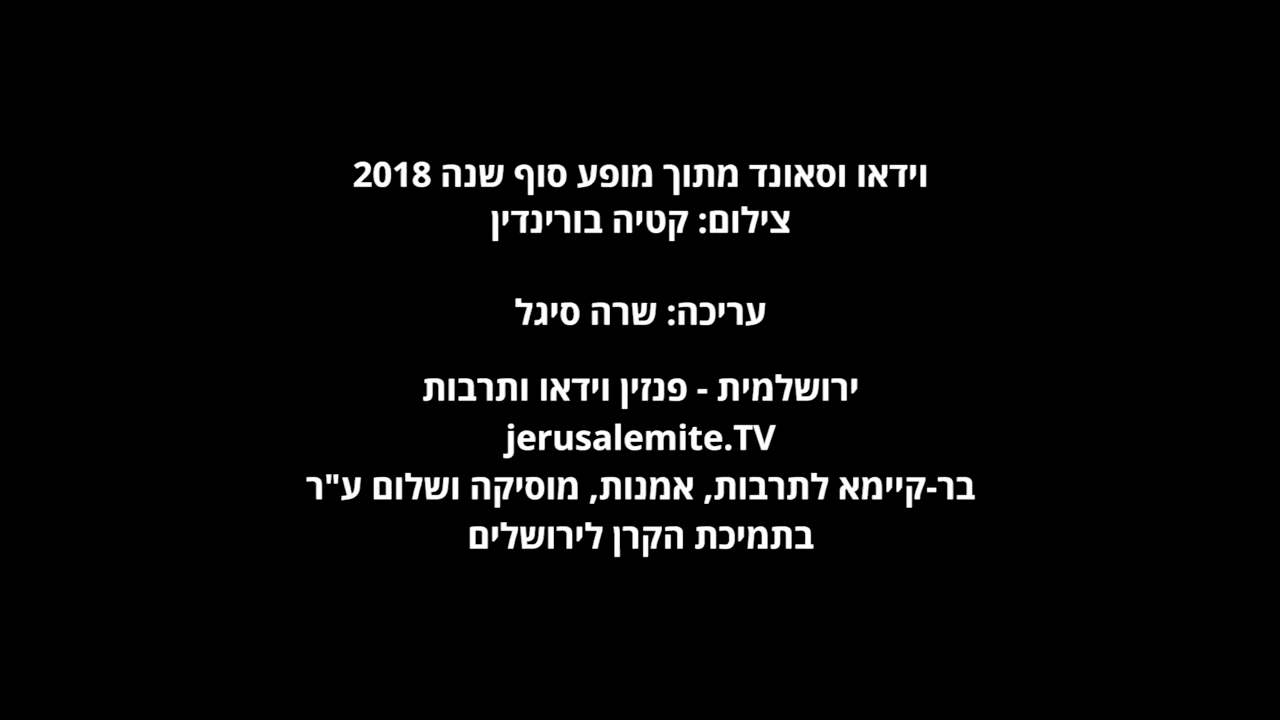 וידאו וסאונד מתוך מופע סוף שנה 2018
צילום: קטיה בורינדין
עריכה: שרה סיגל
ירושלמית - פנזין וידאו ותרבות
jerusalemite.TV
בר-קיימא לתרבות, אמנות, מוסיקה ושלום ע"ר
בתמיכת הקרן לירושלים